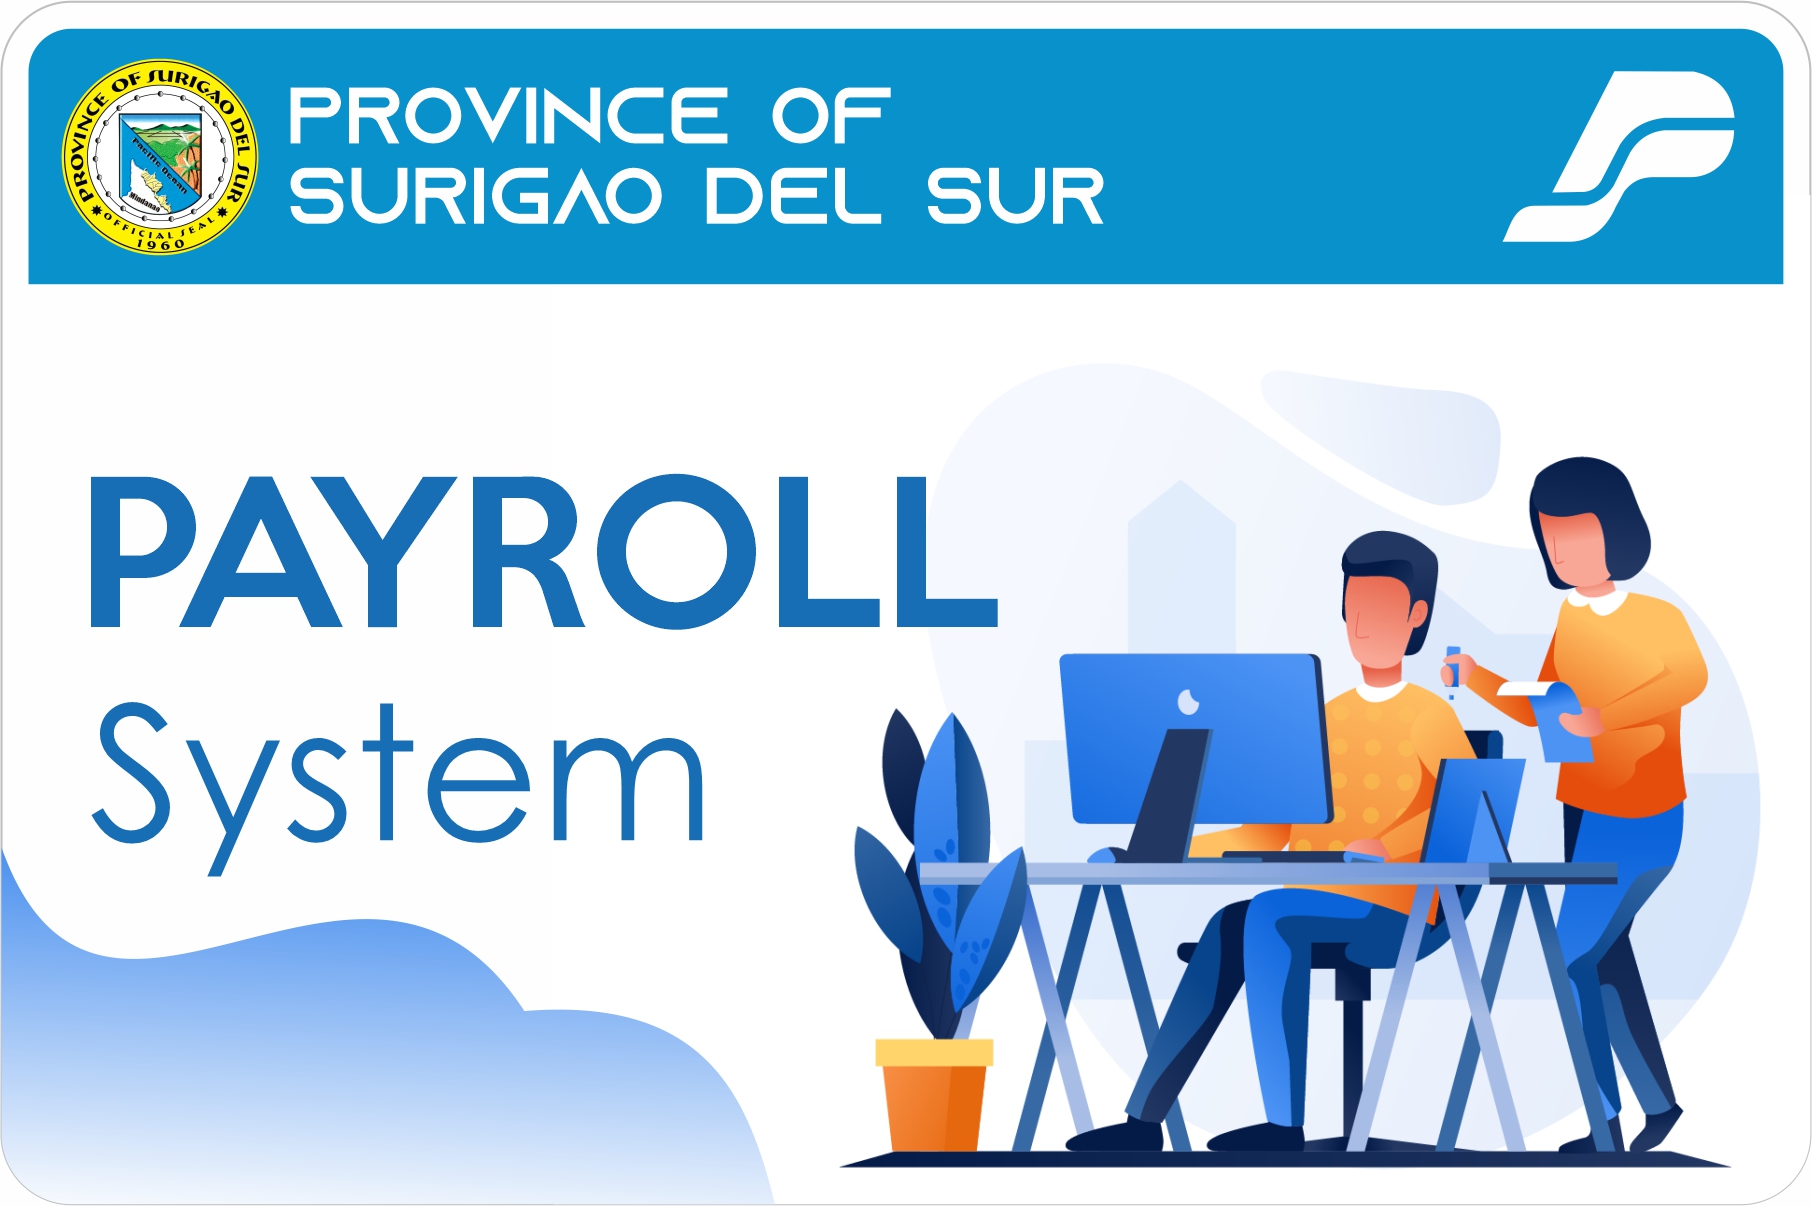 PROVINCE OF SURIGAO DEL SUR
Pacific Ocean
Mindanao
OFFICIAL SEAL
1960
PROVINCE OF
SURIGAO DEL SUR
PAYROLL
System